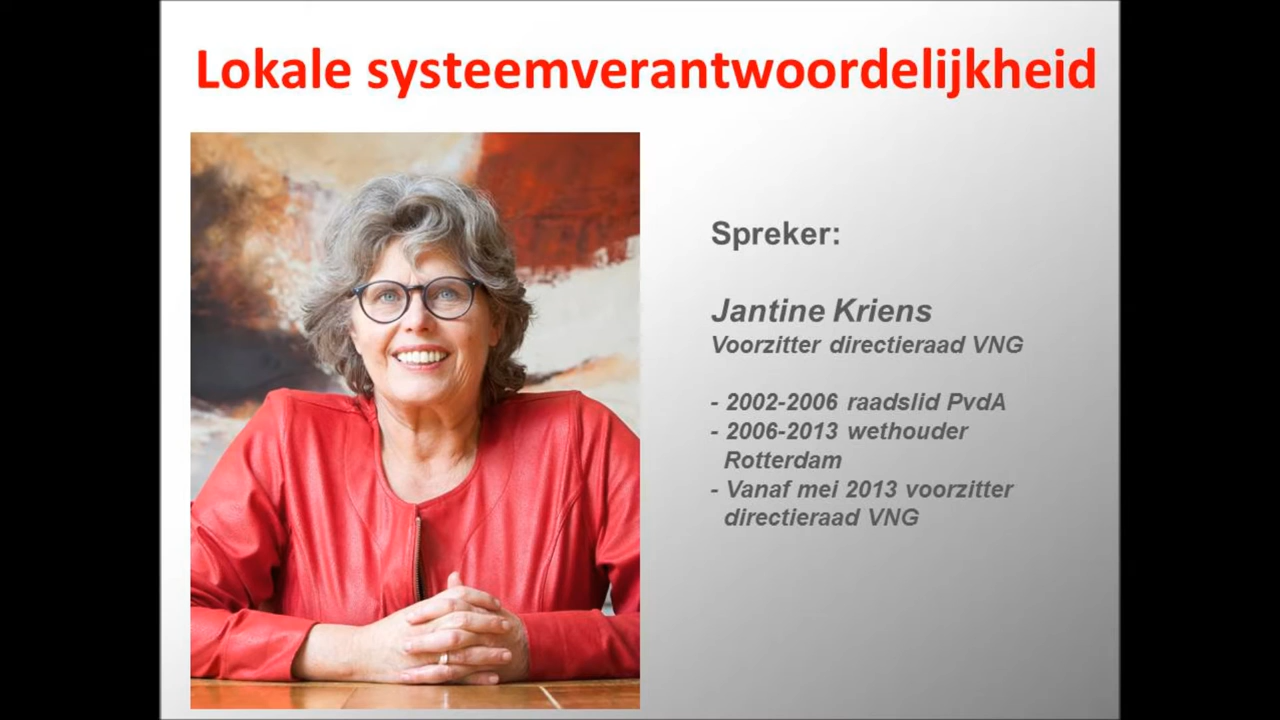 Lokale systeemverantwoordelijkheid
Spreker:
Jantine Kriens
Voorzitter directieraad VNG
- 2002-2006 raadslid PvdA
- 2006-2013 wethouder
Rotterdam
- Vanaf mei 2013 voorzitter
directieraad VNG